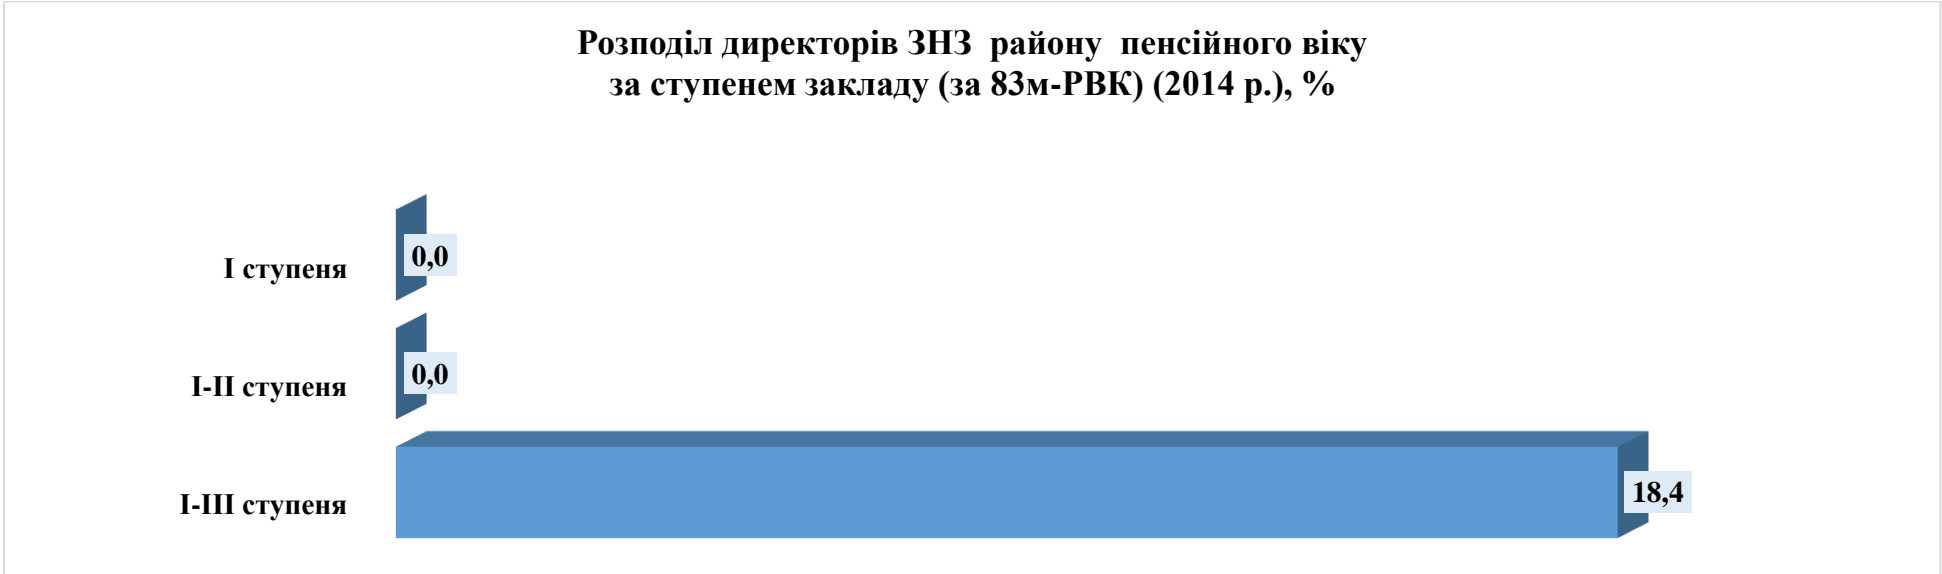 Розподіл директорів ЗНЗ району пенсійного віку
за ступенем закладу (за 83м-РВК) (2014 р.), %
І ступеня
0,0
І-ІІ ступеня
0,0
І-ІІІ ступеня
18,4